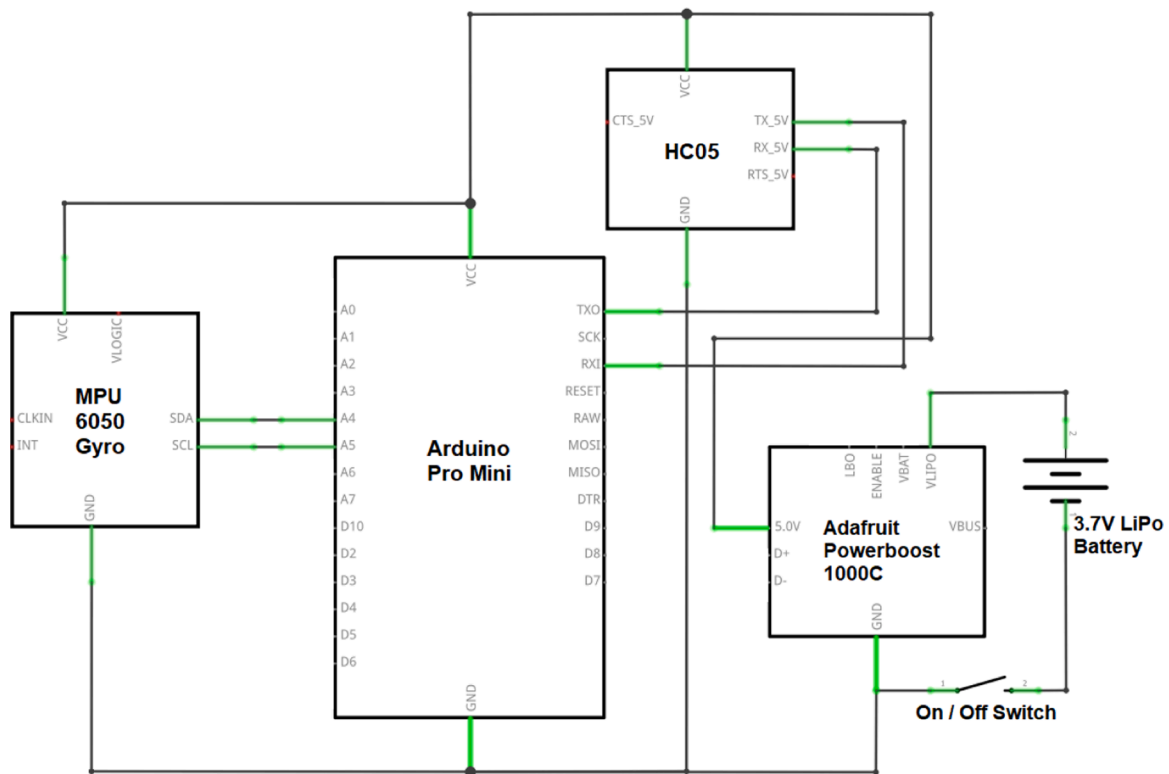 VCC
CTS_5V
TX_5V
HC05
RX_5V
RTS_5V
GND
VCC
A0
A1
A2
A3
A4
A5
A6
A7
D10
D2
D3
D4
D5
D6
TXO
SCK
RXI
RESET
RAW
MOSI
MISO
DTR
D9
D8
D7
Arduino
Pro Mini
GND
VCC
VLOGIC
MPU
6050
Gyro
CLKIN
INT
SDA
SCL
GND
LBO
ENABLE
VBAT
VLIPO
5.0V
D+
D-
VBUS
Adafruit
Powerboost
1000C
GND
2
1
3.7V LiPo
Battery
1
2
On / Off Switch